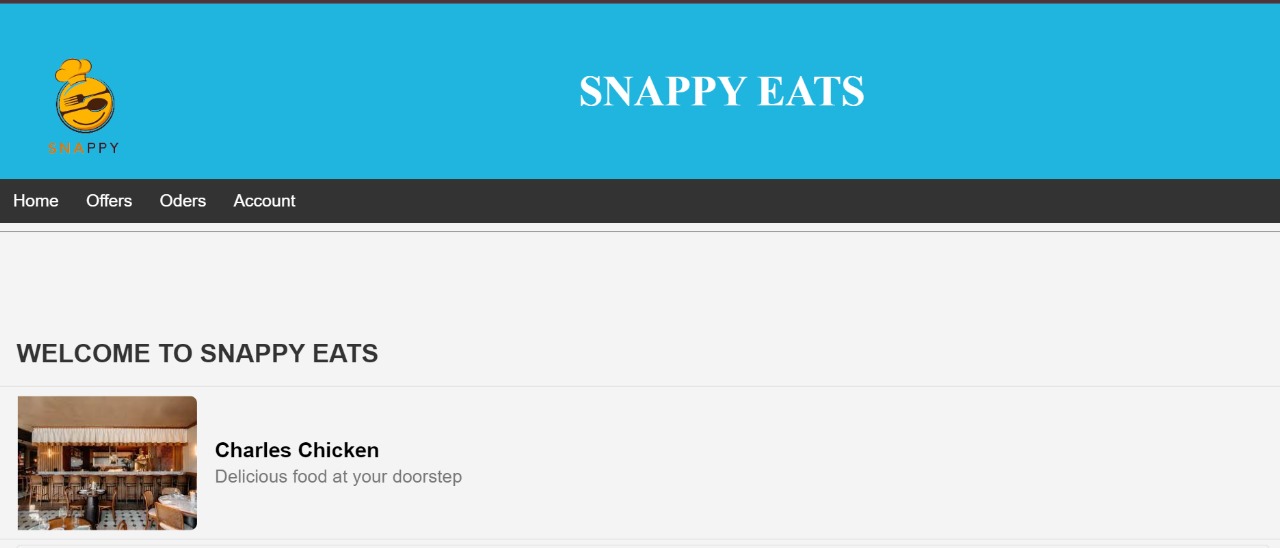 SNAPPY EATS
SNAPPY
Home Offers Oders Account
WELCOME TO SNAPPY EATS
Charles Chicken
Delicious food at your doorstep